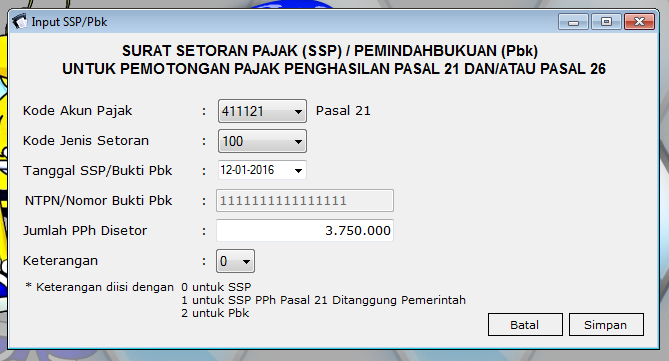 Input SSP/Pbk
SURAT SETORAN PAJAK (SSP) / PEMINDAHBUKUAN (Pbk)
UNTUK PEMOTONGAN PAJAK PENGHASILAN PASAL 21 DAN/ATAU PASAL 26
Kode Akun Pajak : 411121 Pasal 21
Kode Jenis Setoran : 100
Tanggal SSP/Bukti Pbk : 12-01-2016
NTPN/Nomor Bukti Pbk : 1111111111111111
Jumlah PPh Disetor : 3.750.000
Keterangan : 0
* Keterangan diisi dengan 0 untuk SSP
1 untuk SSP PPh Pasal 21 Ditanggung Pemerintah
2 untuk Pbk
Batal Simpan